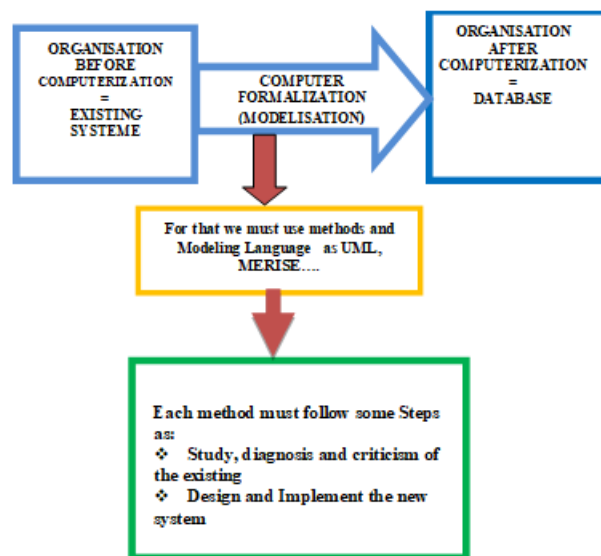 ORGANISATION
BEFORE
COMPUTERIZATION
=
EXISTING
SYSTEME
COMPUTER
FORMALIZATION
(MODELISATION)
ORGANISATION
AFTER
COMPUTERIZATION
=
DATABASE
For that we must use methods and
Modeling Language as UML,
MERISE....
Each method must follow some Steps
as:
❖ Study, diagnosis and criticism of
the existing
❖ Design and Implement the new
system